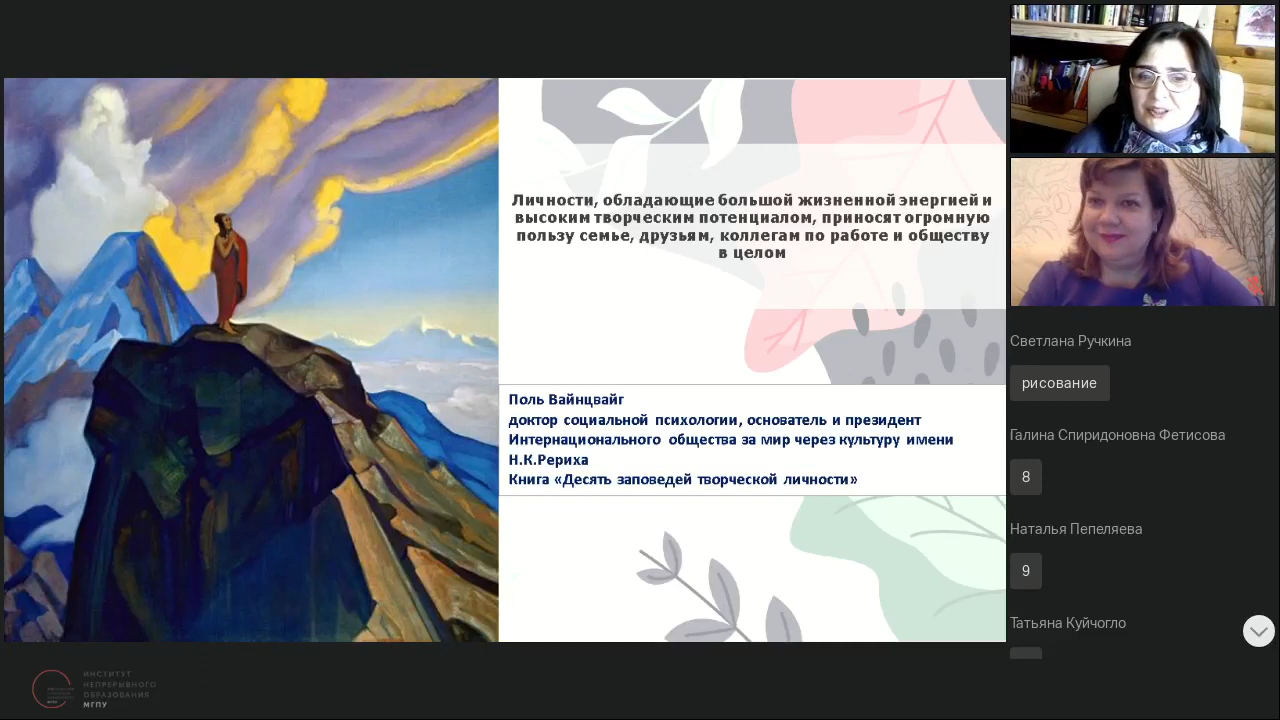 Личности, обладающие большой жизненной энергией и
высоким творческим потенциалом, приносят огромную
пользу семье, друзьям, коллегам по работе и обществу
в целом
Поль Вайнцвайг
доктор социальной психологии, основатель и президент
Интернационального общества за мир через культуру имени
Н.К.Рериха
Книга «Десять заповедей творческой личности»
Светлана Ручкина
рисование
Галина Спиридоновна Фетисова
8
Наталья Пепеляева
9
Татьяна Куйчогло
ИНСТИТУТ
НЕПРЕРЫВНОГО
ОБРАЗОВАНИЯ
МГПУ